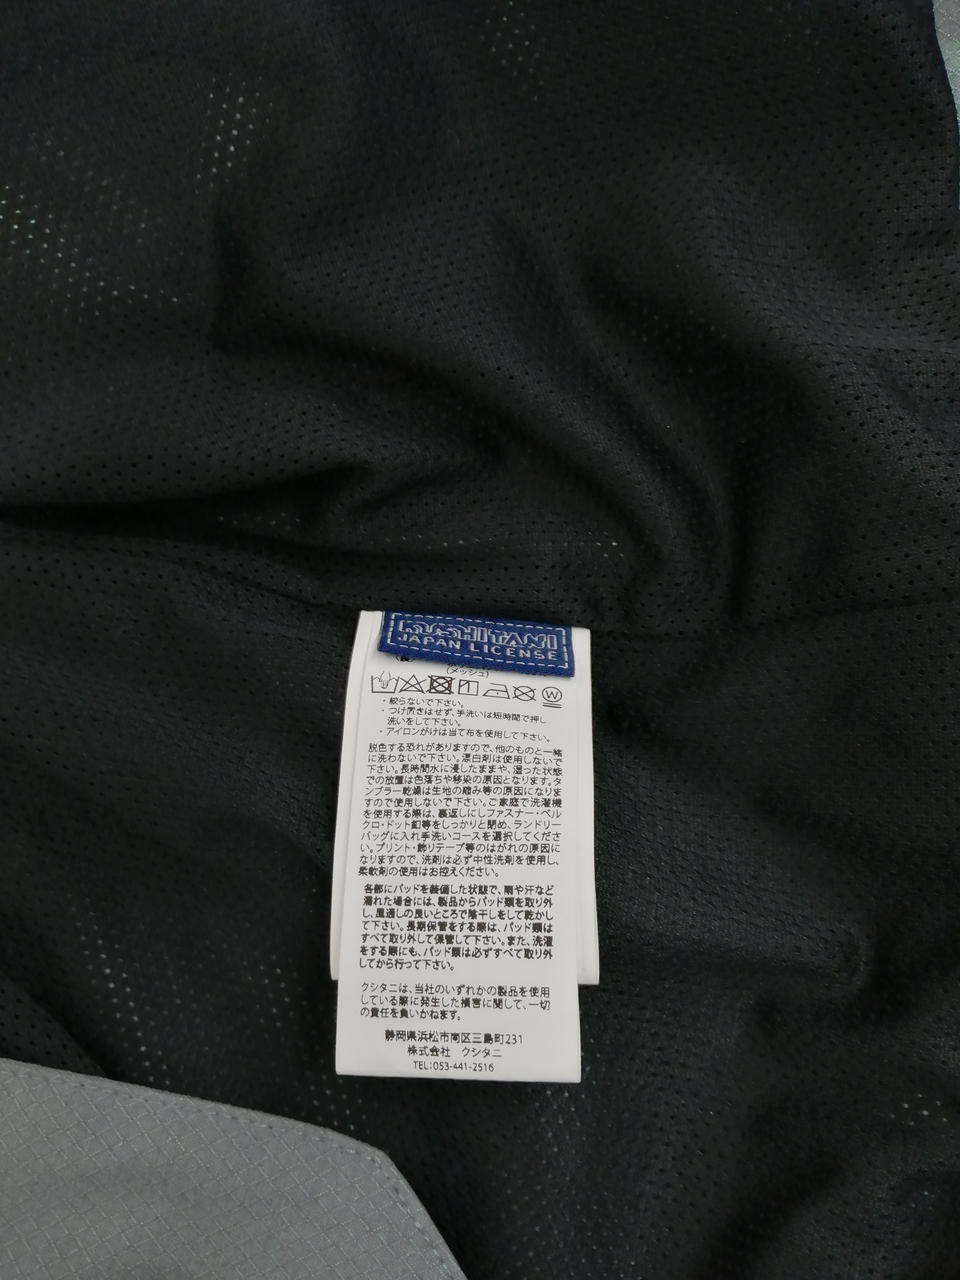 KUSHITANI
JAPAN LICENSE
(メッシュ)
W
・絞らないで下さい。
・つけ置きはせず、手洗いは短時間で押し
洗いをして下さい。
・アイロンがけは当て布を使用して下さい。
脱色する恐れがありますので、他のものと一緒
に洗わないで下さい。漂白剤は使用しないで
下さい。長時間水に浸したままや、湿った状態
での放置は色落ちや移染の原因となります。タ
ンブラー乾燥は生地の縮み等の原因になりま
すので使用しないで下さい。ご家庭で洗濯機
を使用する際は、裏返しにしファスナー・ベル
クロ・ドット釦等をしっかりと閉め、ランドリー
バッグに入れ手洗いコースを選択してくださ
い。プリント・飾りテープ等のはがれの原因に
なりますので、洗剤は必ず中性洗剤を使用し、
柔軟剤の使用はお控えください。
各部にパッドを装備した状態で、雨や汗など
濡れた場合には、製品からパッド類を取り外
し、風通しの良いところで陰干しをして乾かし
て下さい。長期保管をする際は、パッド類は
すべて取り外して保管して下さい。また、洗濯
をする際にも、パッド類は必ずすべて取り外
してから行って下さい。
クシタニは、当社のいずれかの製品を使用
している際に発生した損害に関して、一切
の責任を負いかねます。
静岡県浜松市南区三島町231
株式会社 クシタニ
TEL:053-441-2516